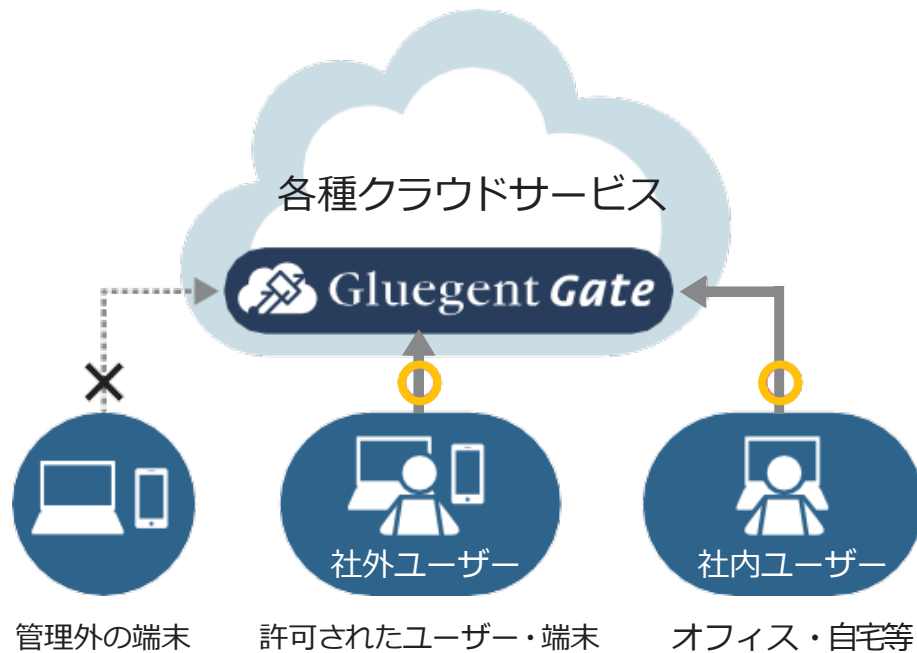 各種クラウドサービス
Gluegent Gate
社外ユーザー
社内ユーザー
管理外の端末
許可されたユーザー・端末
オフィス・自宅等